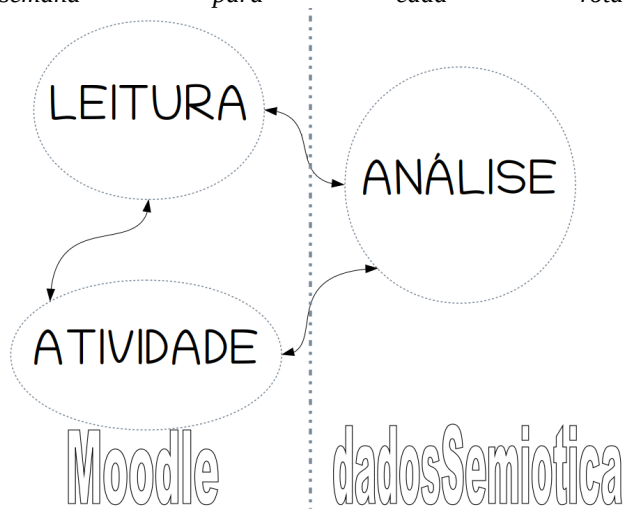 semana para cada rota
LEITURA
ANÁLISE
ATIVIDADE
Moodle dadosSemiotica